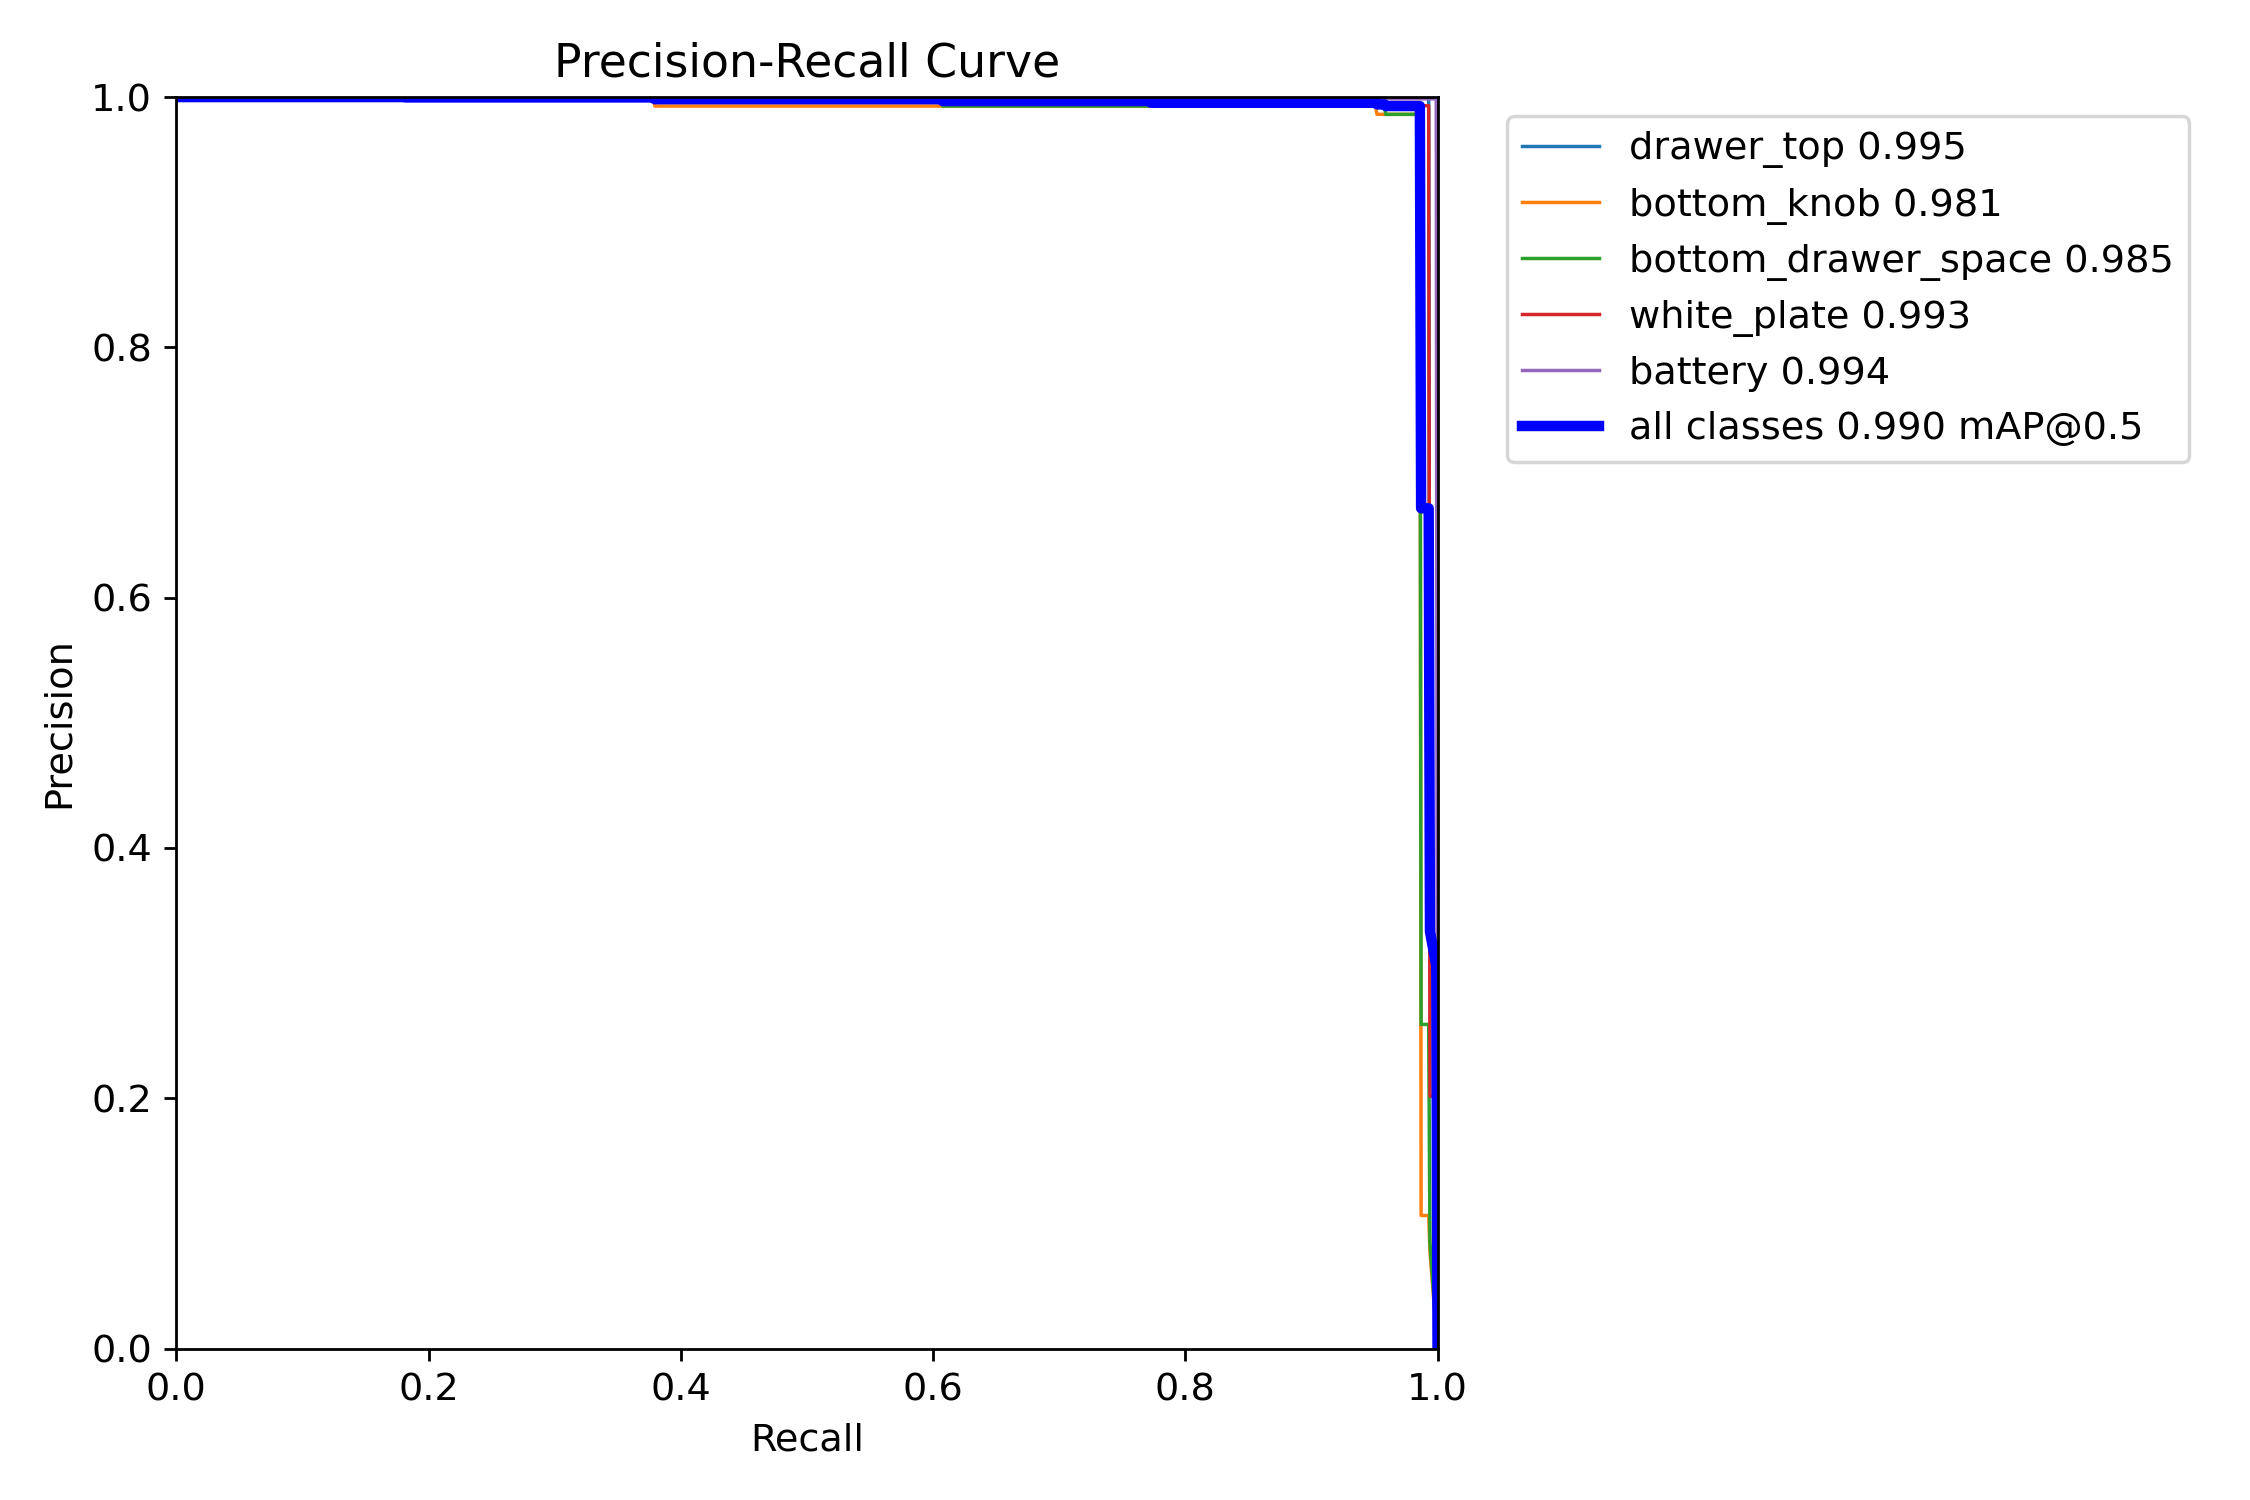 Precision-Recall Curve
1.0
0.8
0.6
0.4
0.2
0.0
Precision
0.0 0.2 0.4 0.6 0.8 1.0
Recall
drawer_top 0.995
bottom_knob 0.981
bottom_drawer_space 0.985
white_plate 0.993
battery 0.994
all classes 0.990 mAP@0.5